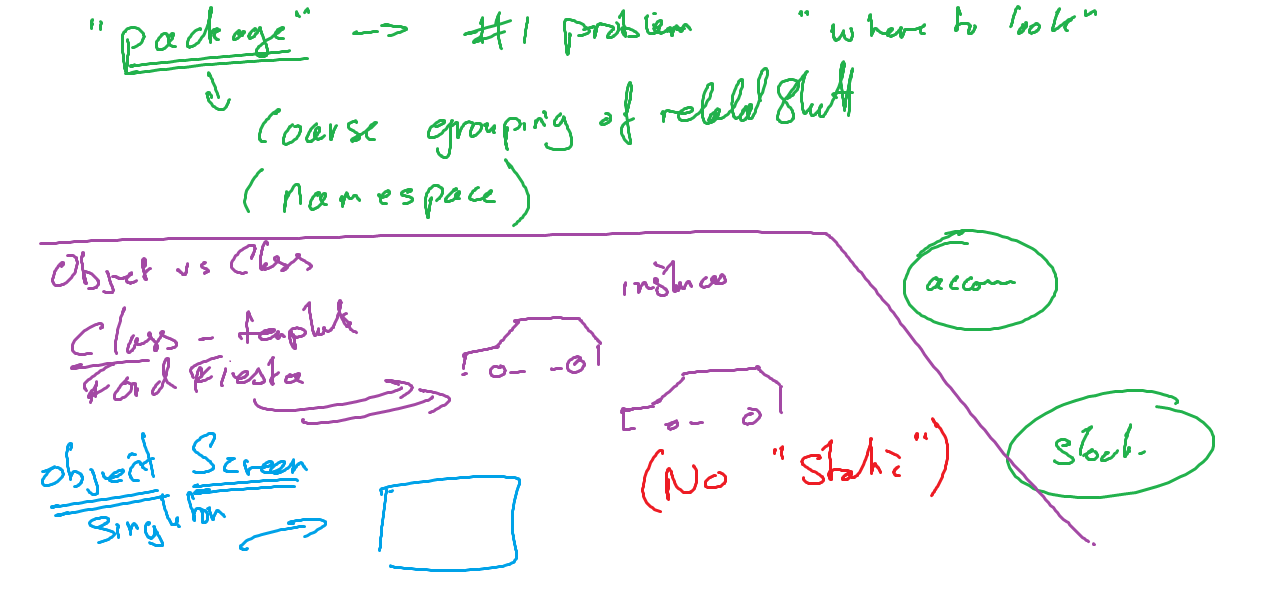 "package" → #1 problem "where to look"
coarse grouping of related stuff
(namespace)
Object vs Class
instances
Class - template
Ford Fiesta
object Screen
singleton
(No "static")
accoun
Stock.